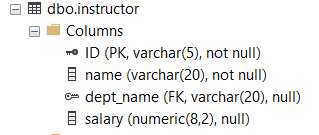 dbo.instructor
Columns
ID (PK, varchar(5), not null)
name (varchar(20), not null)
dept_name (FK, varchar(20), null)
salary (numeric(8,2), null)